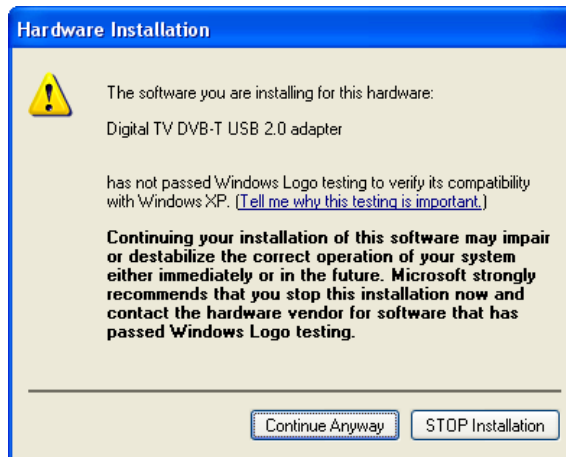 Hardware Installation
The software you are installing for this hardware:
Digital TV DVB-T USB 2.0 adapter
has not passed Windows Logo testing to verify its compatibility
with Windows XP. (Tell me why this testing is important.)
Continuing your installation of this software may impair
or destabilize the correct operation of your system
either immediately or in the future. Microsoft strongly
recommends that you stop this installation now and
contact the hardware vendor for software that has
passed Windows Logo testing.
Continue Anyway
STOP Installation